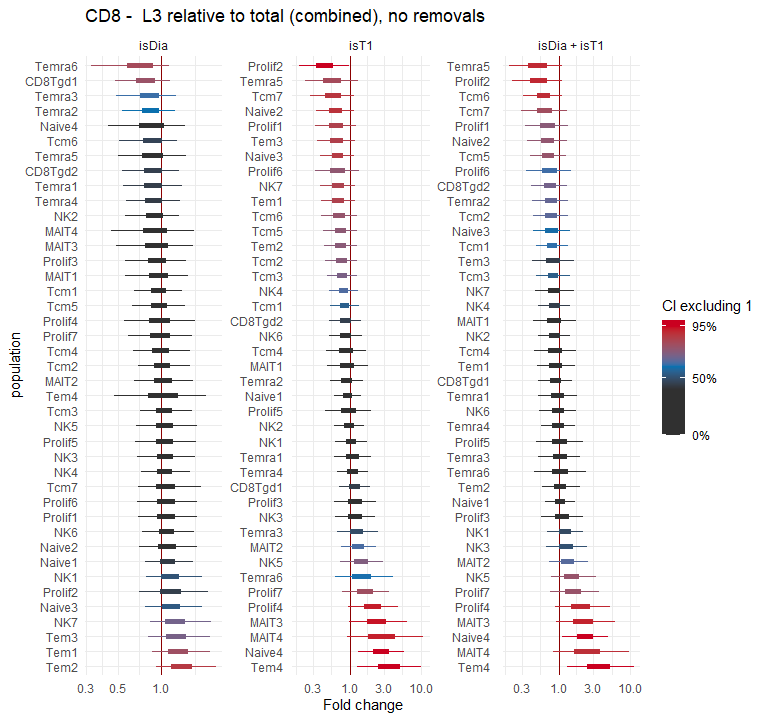 CD8 -  L3 relative to total (combined), no removals
isDia
isT1
isDia + isT1
population
Temra6
CD8Tgd1
Temra3
Temra2
Naive4
Tcm6
Temra5
CD8Tgd2
Temra1
Temra4
NK2
MAIT4
MAIT3
Prolif3
MAIT1
Tcm1
Tcm5
Prolif4
Prolif7
Tcm4
Tcm2
MAIT2
Tem4
Tcm3
NK5
Prolif5
NK3
NK4
Tcm7
Prolif6
Prolif1
NK6
Naive2
Naive1
NK1
Prolif2
Naive3
NK7
Tem3
Tem1
Tem2
0.3 0.5 1.0
Prolif2
Temra5
Tcm7
Naive2
Prolif1
Tem3
Naive3
Prolif6
NK7
Tem1
Tcm6
Tcm5
Tem2
Tcm2
Tcm3
NK4
Tcm1
CD8Tgd2
NK6
Tcm4
MAIT1
Temra2
Naive1
Prolif5
NK2
NK1
Temra1
Temra4
CD8Tgd1
Prolif3
NK3
Temra3
MAIT2
NK5
Temra6
Prolif7
Prolif4
MAIT3
MAIT4
Naive4
Tem4
0.3 1.0 3.0 10.0
Temra5
Prolif2
Tcm6
Tcm7
Prolif1
Naive2
Tcm5
Prolif6
CD8Tgd2
Temra2
Tcm2
Naive3
Tcm1
Tem3
Tcm3
NK7
NK4
MAIT1
NK2
Tcm4
Tem1
CD8Tgd1
Temra1
NK6
Temra4
Prolif5
Temra3
Temra6
Tem2
Naive1
Prolif3
NK1
NK3
MAIT2
NK5
Prolif7
Prolif4
MAIT3
Naive4
MAIT4
Tem4
0.3 1.0 3.0 10.0
Fold change
CI excluding 1
95%
50%
0%